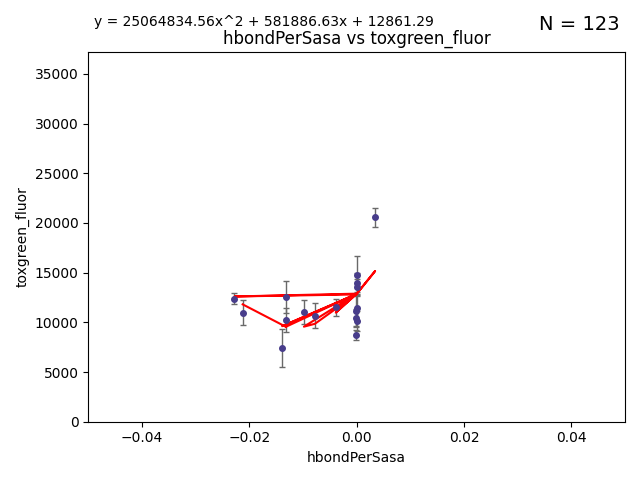 y = 25064834.56x^2 + 581886.63x + 12861.29
N = 123
hbondPerSasa vs toxgreen_fluor
35000
30000
25000
20000
15000
10000
5000
0
toxgreen_fluor
−0.04
−0.02
0.00
0.02
0.04
hbondPerSasa